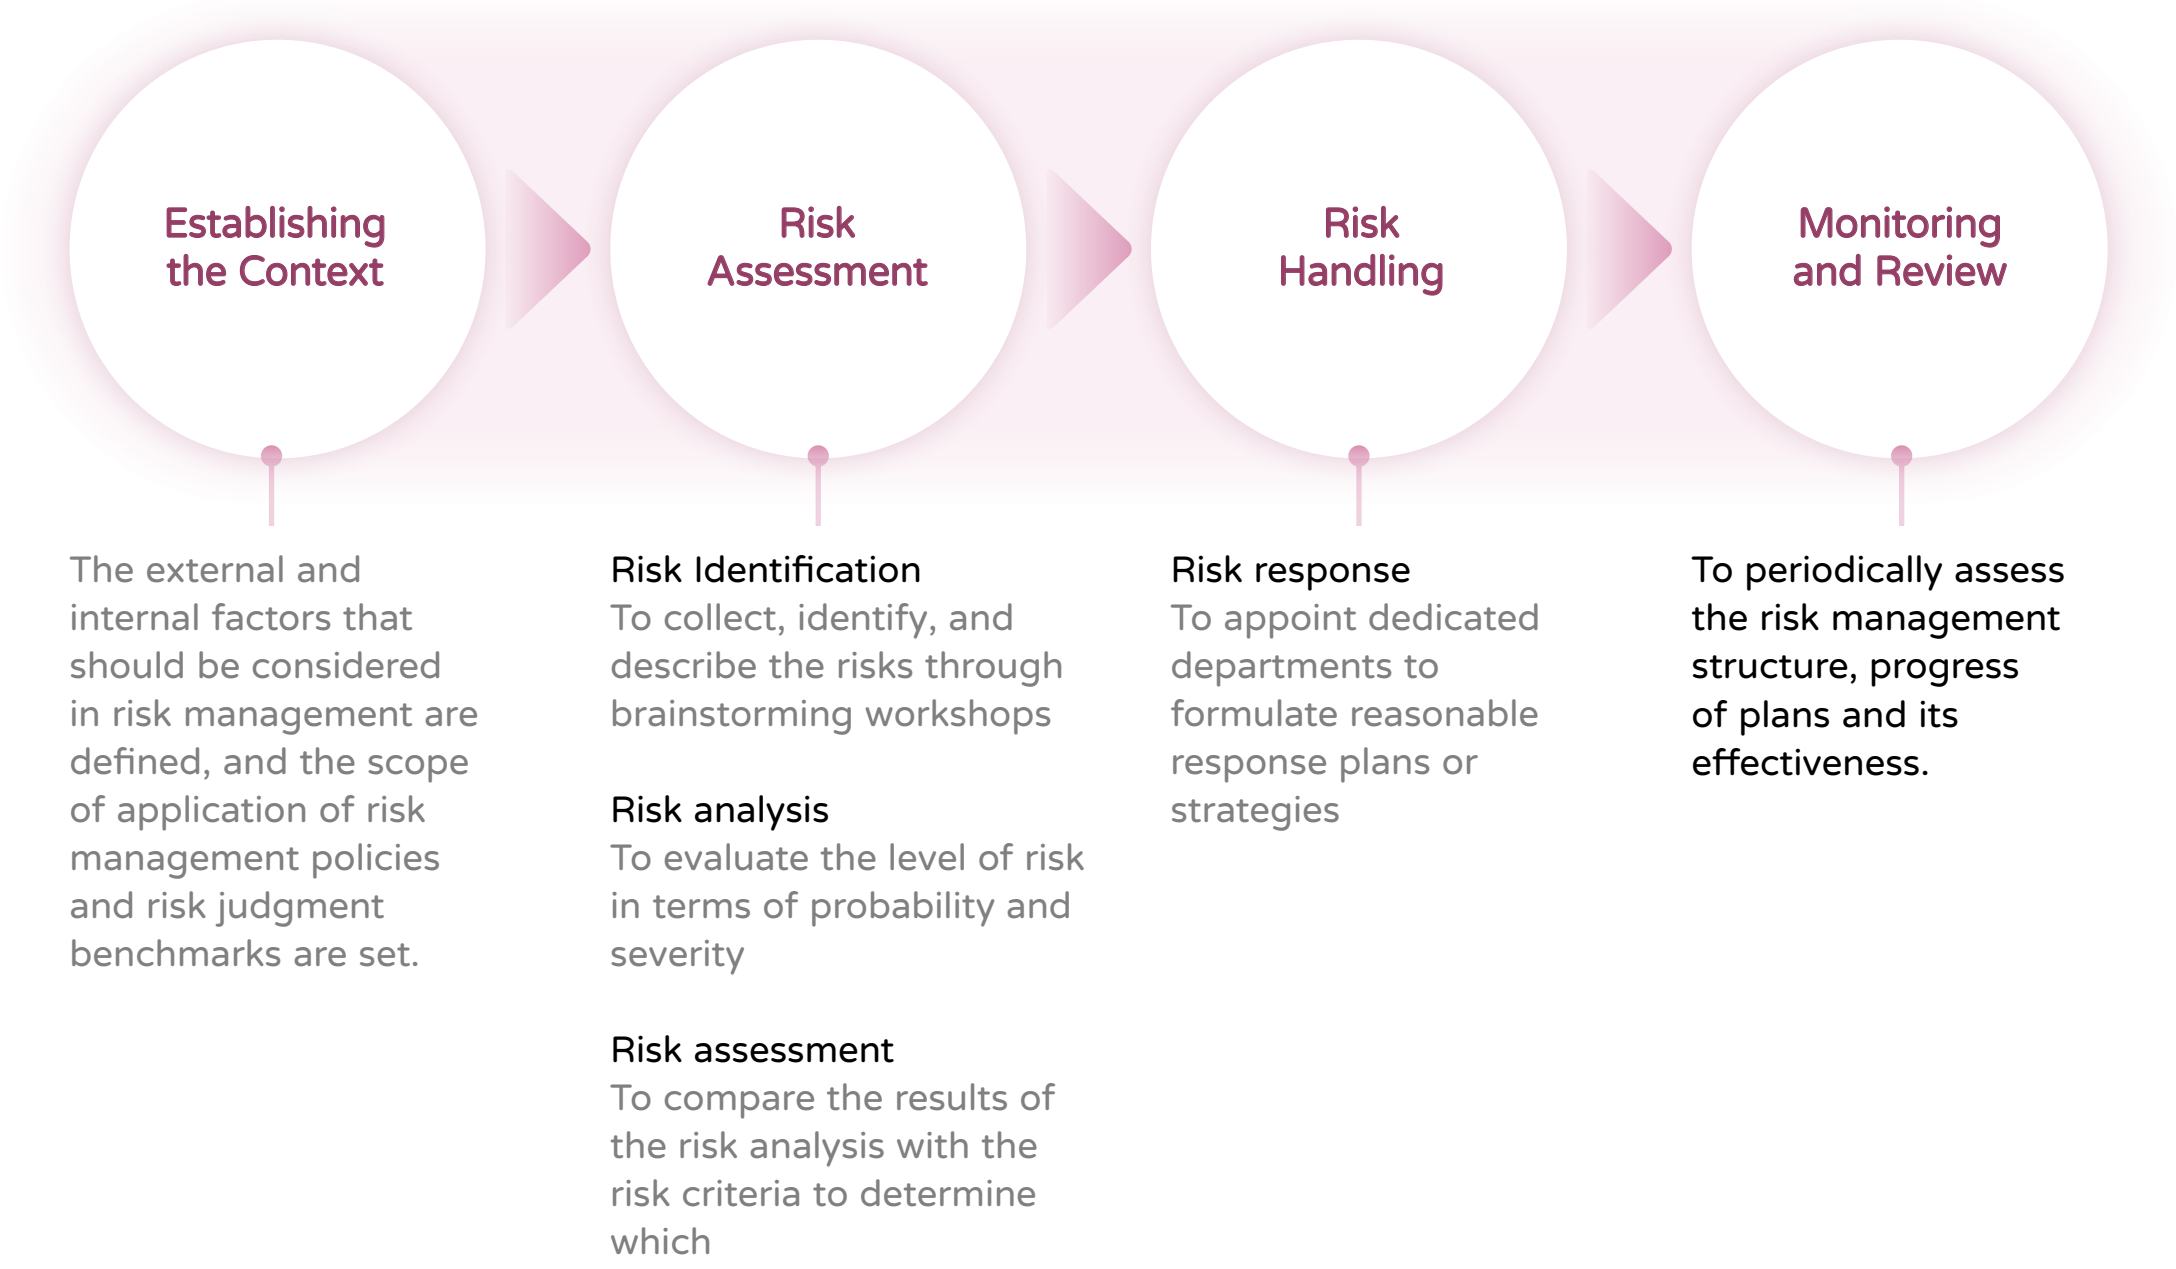 Establishing
the Context
Risk
Assessment
Risk
Handling
Monitoring
and Review
The external and
internal factors that
should be considered
in risk management are
defined, and the scope
of application of risk
management policies
and risk judgment
benchmarks are set.
Risk Identification
To collect, identify, and
describe the risks through
brainstorming workshops
Risk analysis
To evaluate the level of risk
in terms of probability and
severity
Risk assessment
To compare the results of
the risk analysis with the
risk criteria to determine
which
Risk response
To appoint dedicated
departments to
formulate reasonable
response plans or
strategies
To periodically assess
the risk management
structure, progress
of plans and its
effectiveness.